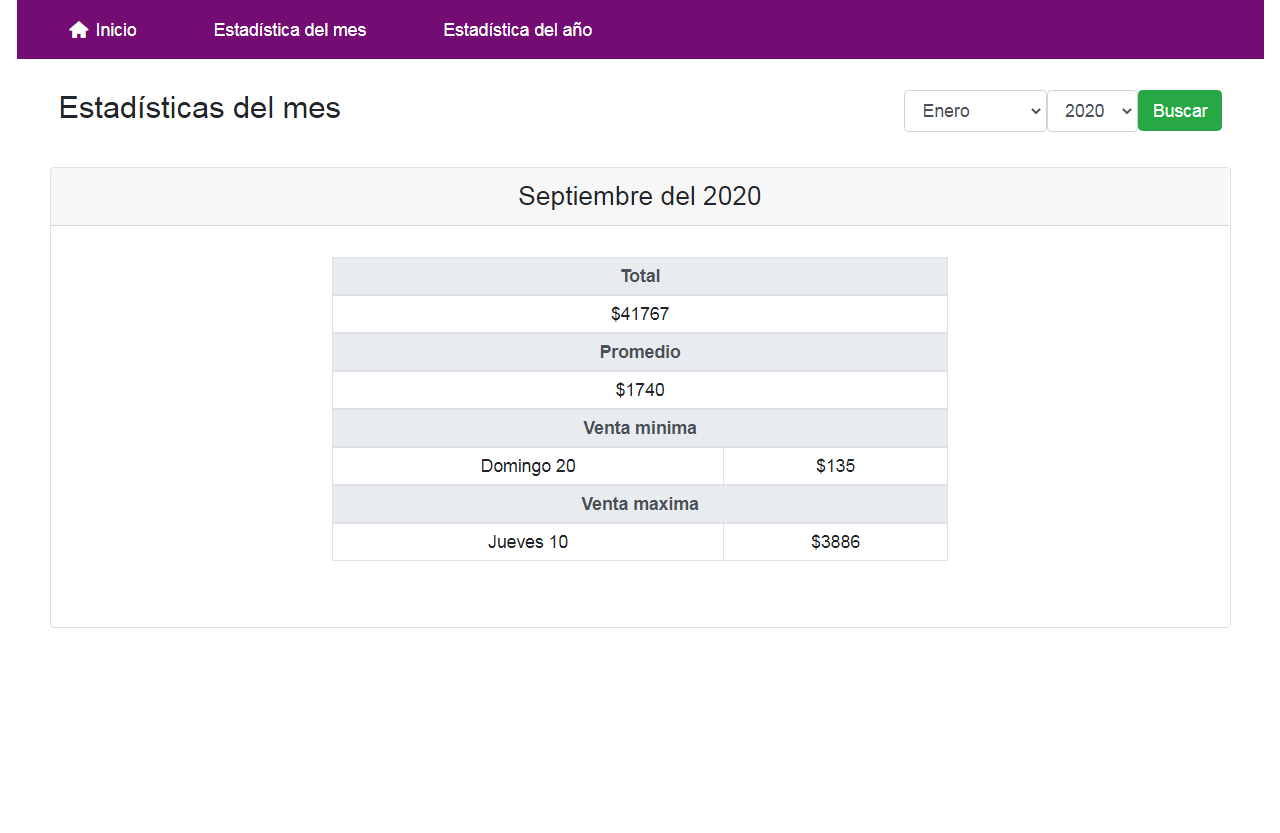 Inicio Estadística del mes Estadística del año
Estadísticas del mes Enero 2020 Buscar
Septiembre del 2020
Total
$41767
Promedio
$1740
Venta minima
Domingo 20 $135
Venta maxima
Jueves 10 $3886